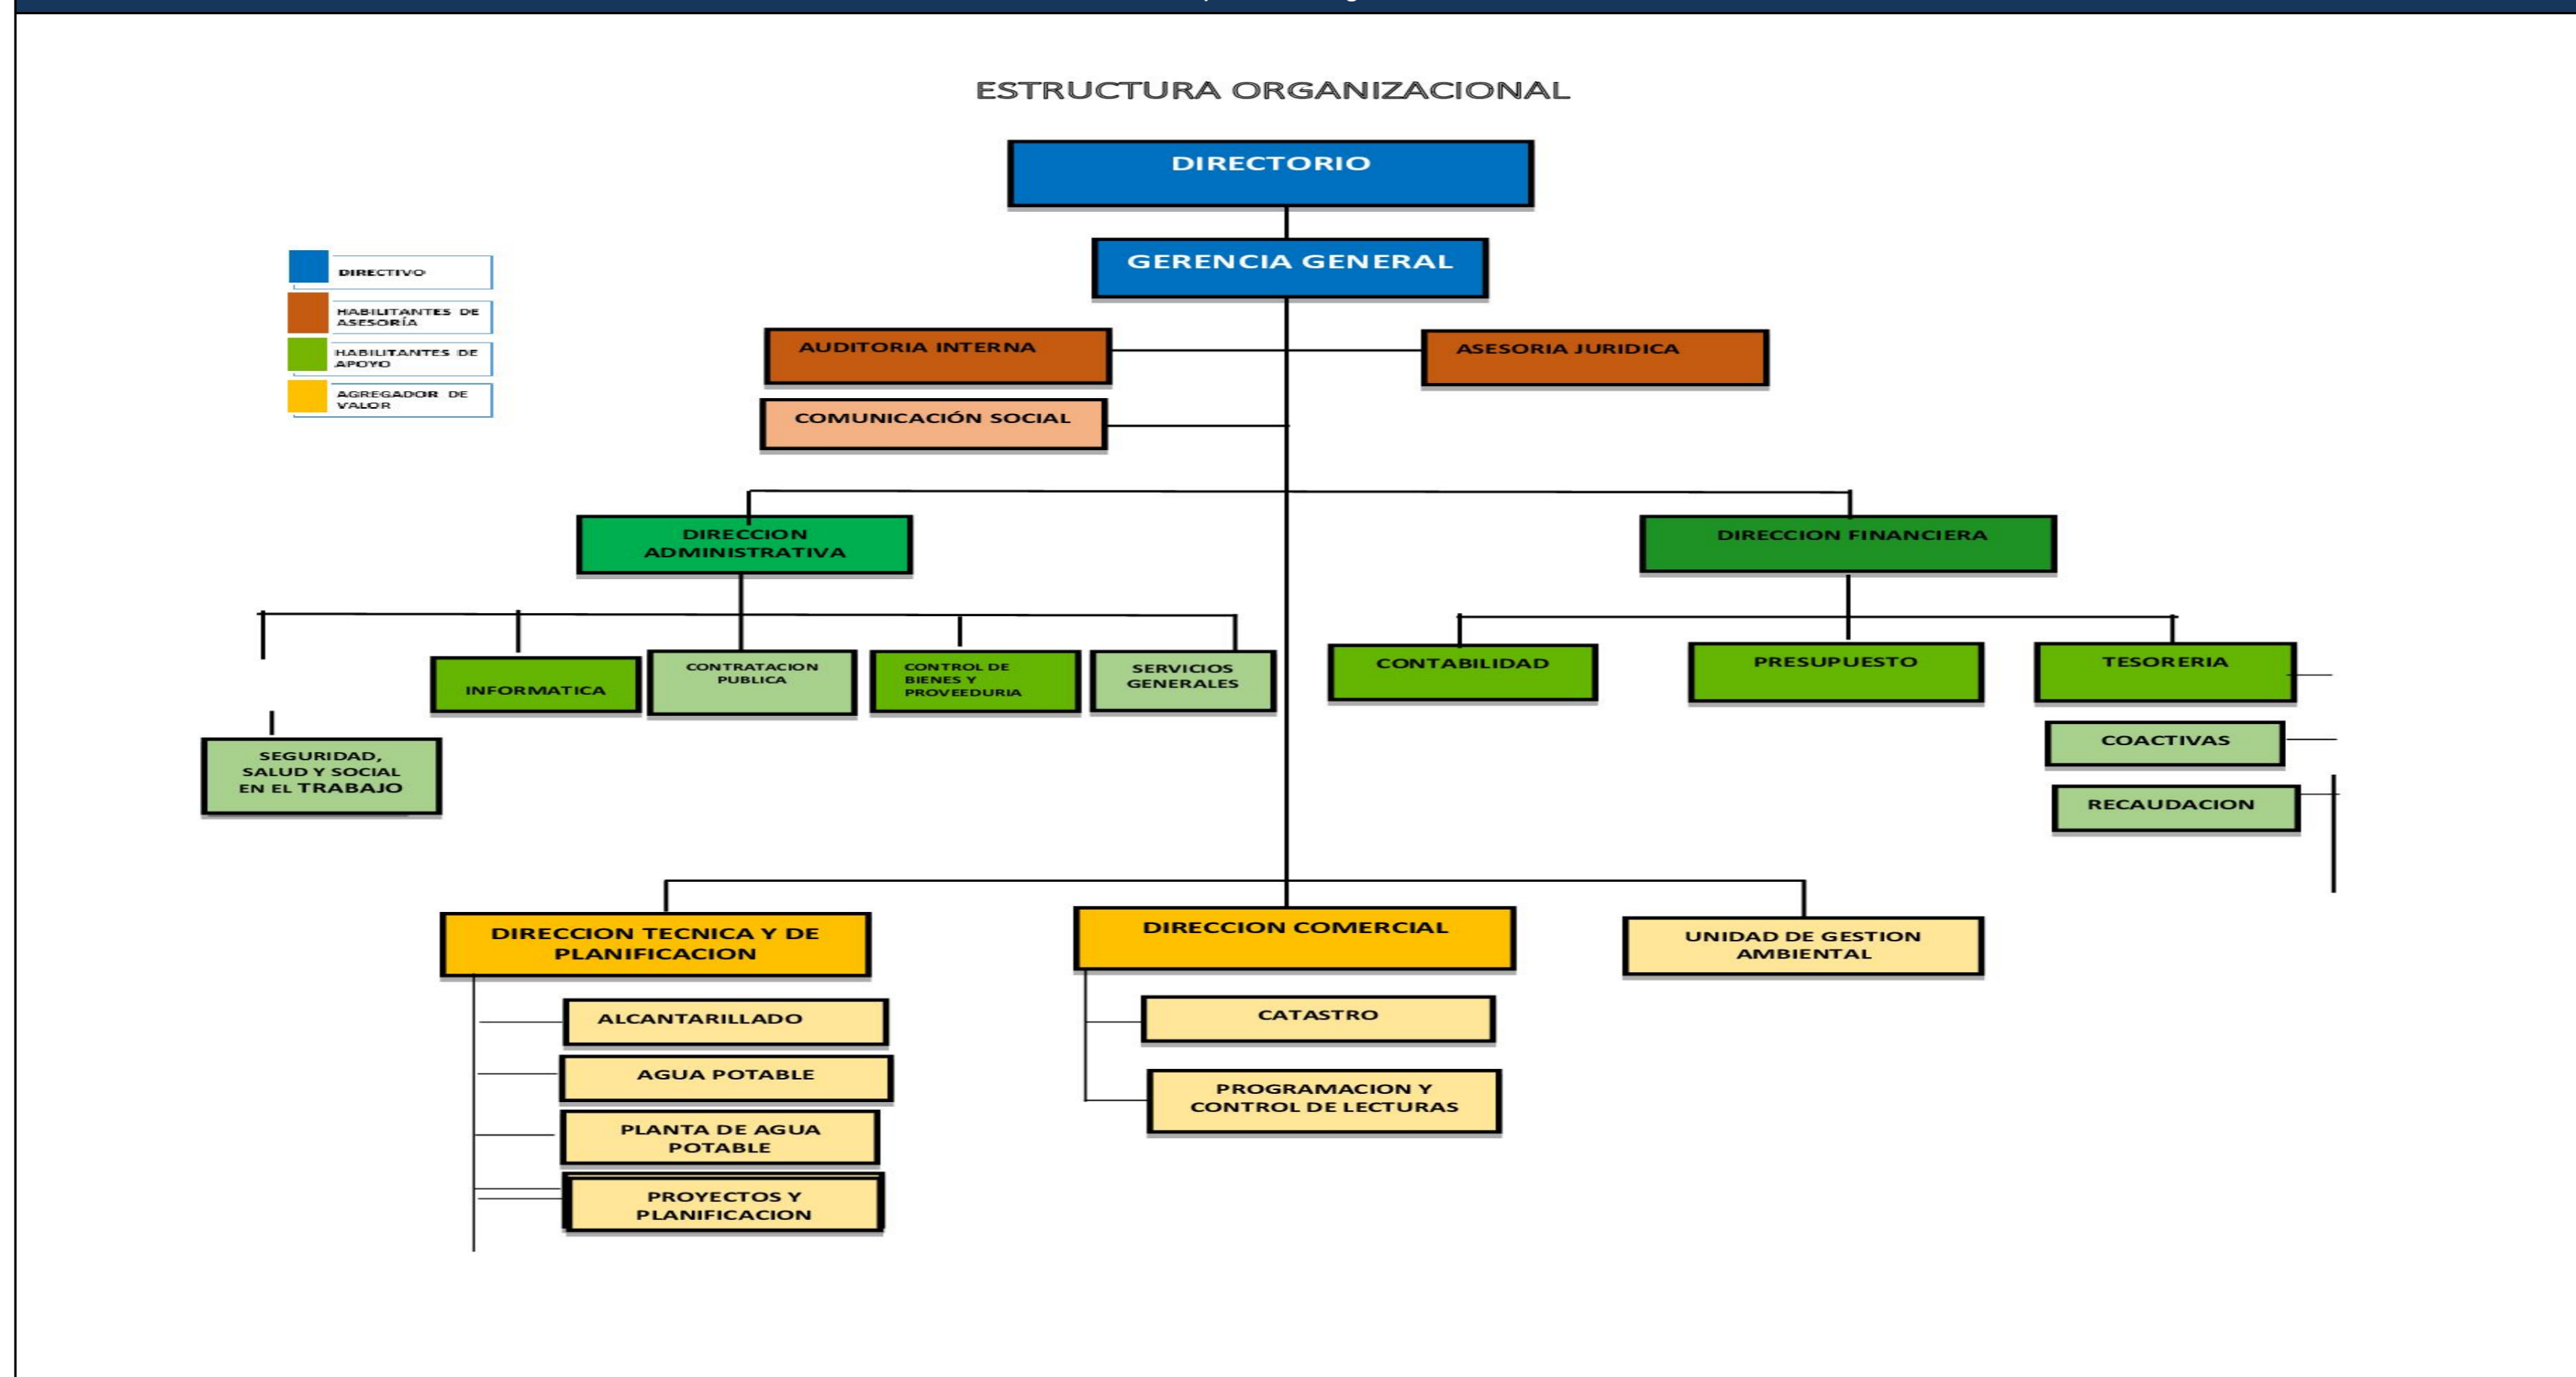 ESTRUCTURA ORGANIZACIONAL
DIRECTORIO
GERENCIA GENERAL
DIRECTIVO
HABILITANTES DE
ASESORÍA
HABILITANTES DE
APOYO
AGREGADOR DE
VALOR
AUDITORIA INTERNA
ASESORIA JURIDICA
COMUNICACIÓN SOCIAL
DIRECCION
ADMINISTRATIVA
DIRECCION FINANCIERA
INFORMATICA
CONTRATACION
PUBLICA
CONTROL DE
BIENES Y
PROVEEDURIA
SERVICIOS
GENERALES
CONTABILIDAD
PRESUPUESTO
TESORERIA
SEGURIDAD,
SALUD Y SOCIAL
EN EL TRABAJO
COACTIVAS
RECAUDACION
DIRECCION TECNICA Y DE
PLANIFICACION
DIRECCION COMERCIAL
UNIDAD DE GESTION
AMBIENTAL
ALCANTARILLADO
AGUA POTABLE
PLANTA DE AGUA
POTABLE
PROYECTOS Y
PLANIFICACION
CATASTRO
PROGRAMACION Y
CONTROL DE LECTURAS